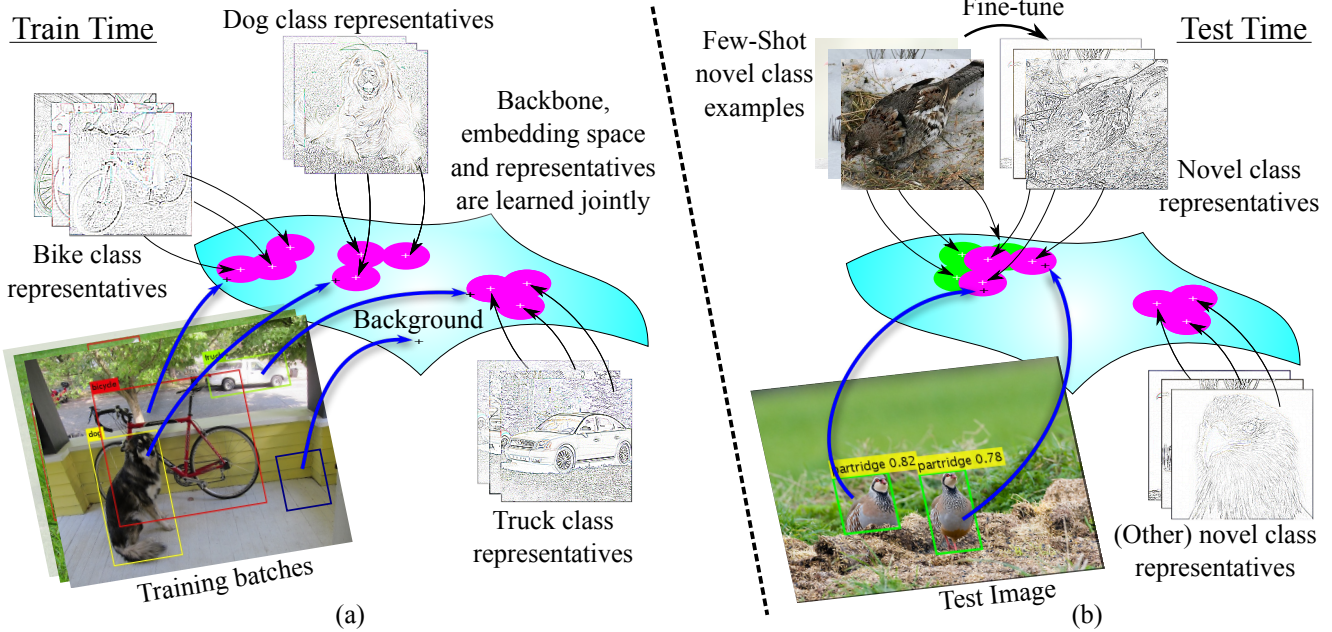 Train Time
Dog class representatives
Backbone,
embedding space
and representatives
are learned jointly
Bike class
representatives
Background
truck
bicycle
dog
Truck class
representatives
Training batches
(a)
Fine-tune
Test Time
Few-Shot
novel class
examples
Novel class
representatives
partridge 0.82
partridge 0.78
(Other) novel class
representatives
Test Image
(b)